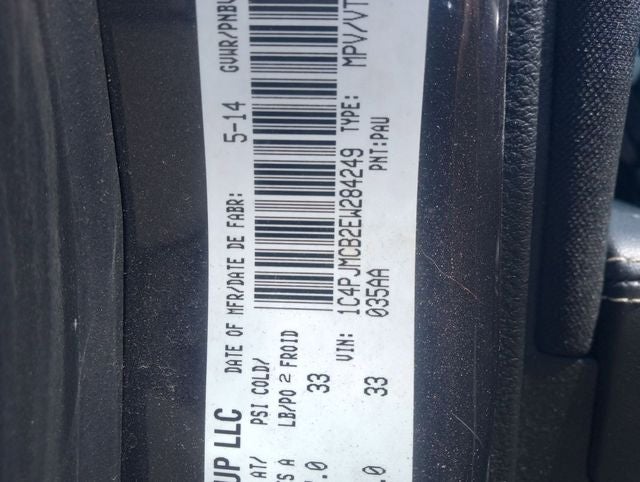 UP LLC
DATE OF MFR/DATE DE FABR: 5-14 GVWR/PNBV
AT/ PSI COLD/
S A LB/PO 2 FROID
.0 33
VIN: 1C4PJMCB2EW284249 TYPE: MPV/VT
.0 33 035AA PNT:PAU